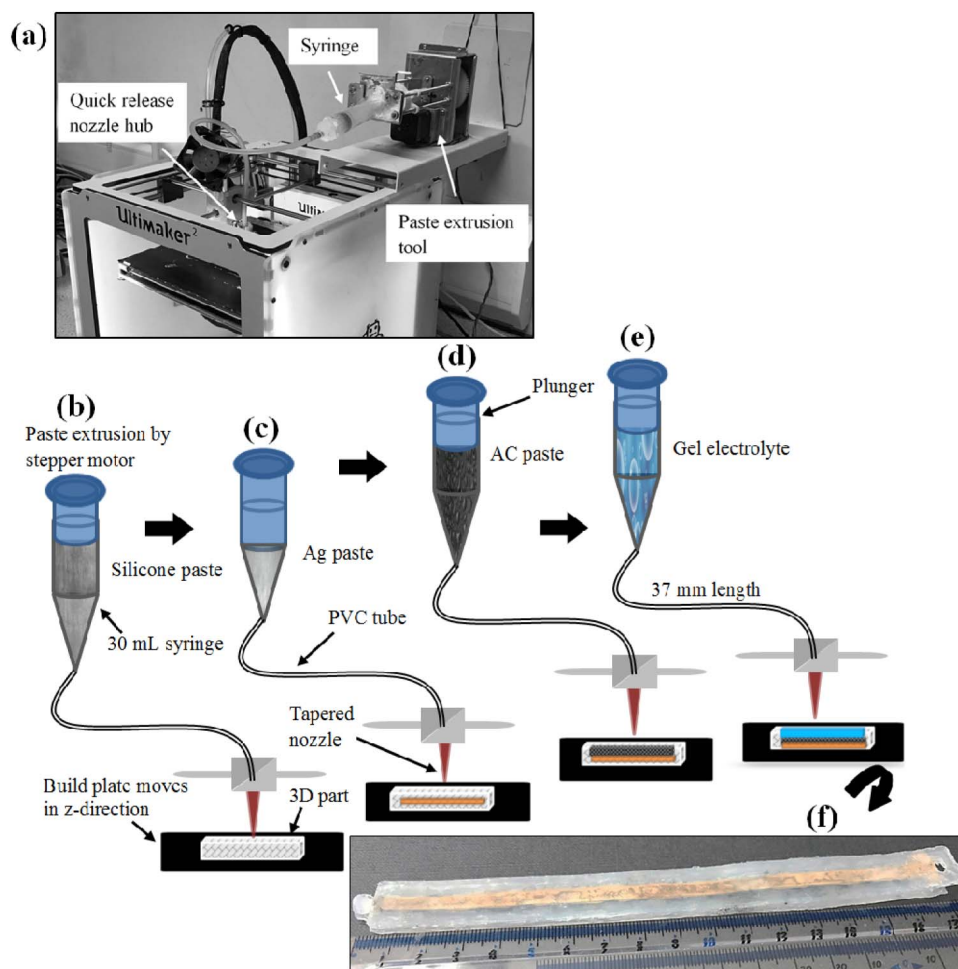 (a)
Syringe
Quick release
nozzle hub
Paste extrusion
tool
Ultimaker²
(b)
Paste extrusion by
stepper motor
Silicone paste
30 mL syringe
Build plate moves
in z-direction
3D part
(c)
Ag paste
PVC tube
Tapered
nozzle
(d)
Plunger
AC paste
(e)
Gel electrolyte
37 mm length
(f)